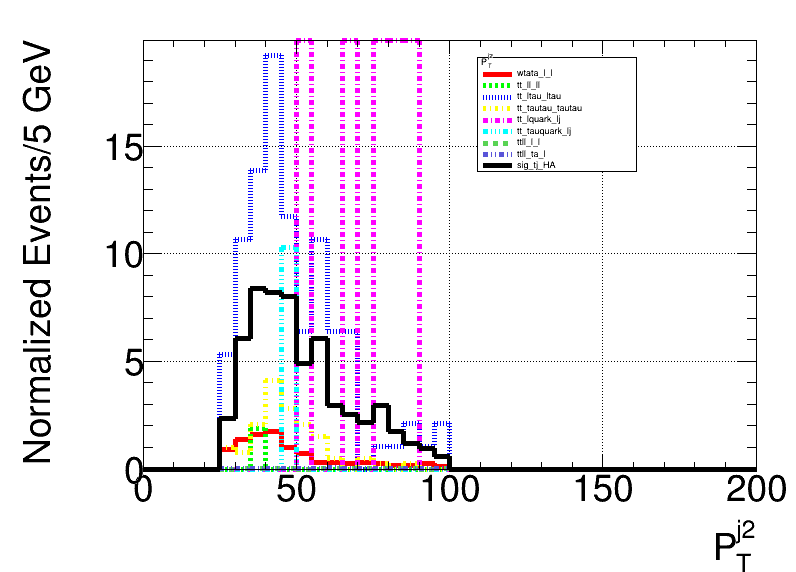 Normalized Events/5 GeV
P_T^j2
wtata_l_l
tt_ll_ll
tt_ltau_ltau
tt_tautau_tautau
tt_lquark_lj
tt_tauquark_lj
ttll_l_l
ttll_ta_l
sig_tj_HA
15
10
5
0
0 50 100 150 200
P_T^j2